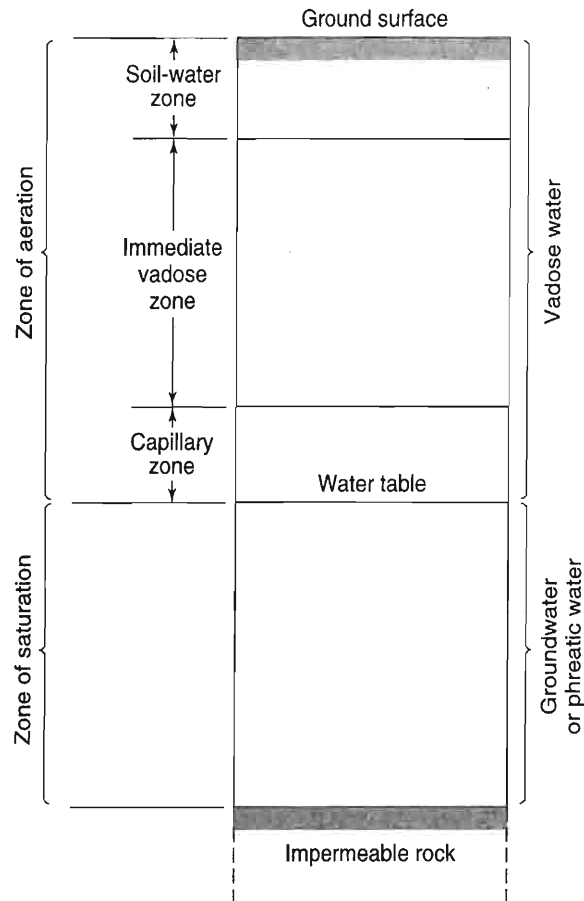 Ground surface
Soil-water
zone
Zone of aeration
Immediate
vadose
zone
Vadose water
Capillary
zone
Water table
Zone of saturation
Groundwater
or phreatic water
Impermeable rock